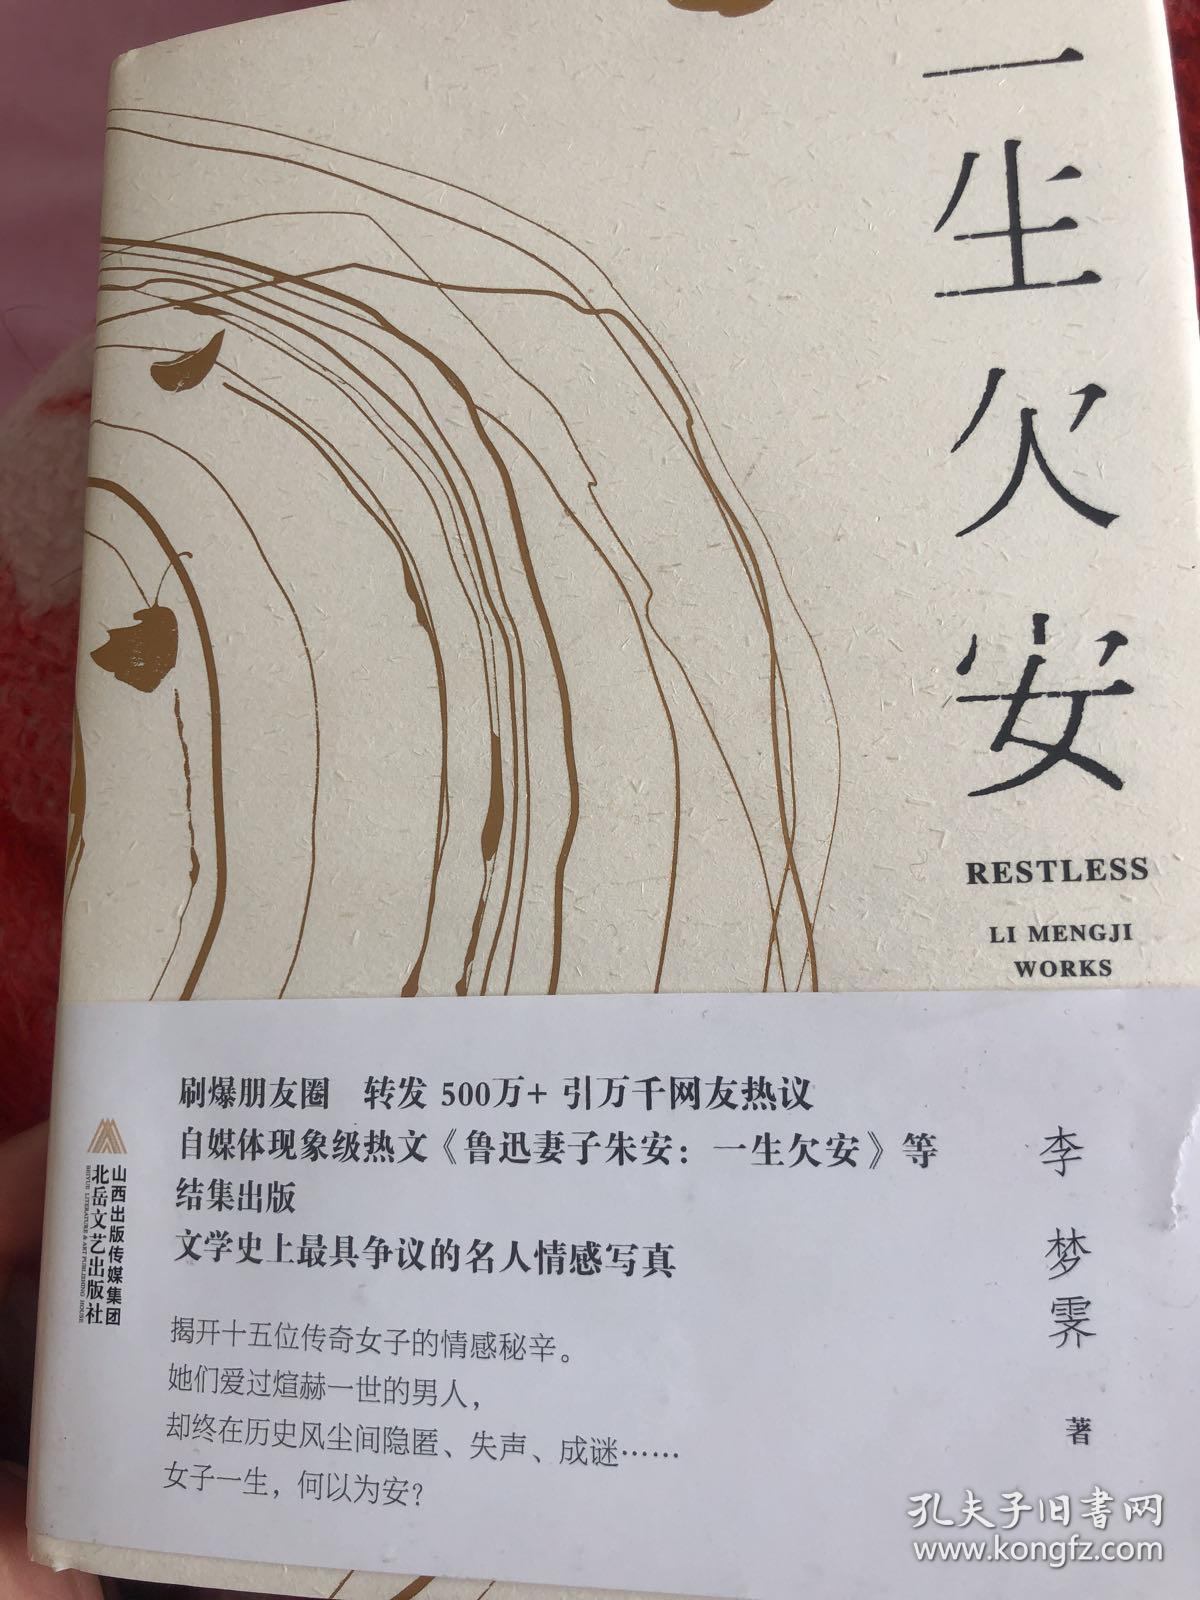 一生欠安
RESTLESS
LI MENGJI
WORKS
刷爆朋友圈 转发 500万+ 引万千网友热议
自媒体现象级热文《鲁迅妻子朱安：一生欠安》等
结集出版
文学史上最具争议的名人情感写真
揭开十五位传奇女子的情感秘辛。
她们爱过煊赫一世的男人，
却终在历史风尘间隐匿、失声、成谜……
女子一生，何以为安？
李梦霁 著
山西出版传媒集团
北岳文艺出版社
BEIYUE LITERATURE & ART PUBLISHING HOUSE
孔夫子旧书网
www.kongfz.com